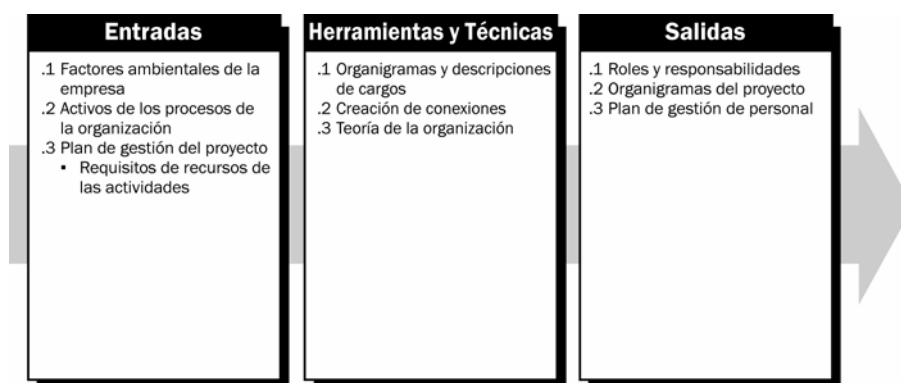 Entradas
.1 Factores ambientales de la
empresa
.2 Activos de los procesos de
la organización
.3 Plan de gestión del proyecto
▪ Requisitos de recursos de
las actividades
Herramientas y Técnicas
.1 Organigramas y descripciones
de cargos
.2 Creación de conexiones
.3 Teoría de la organización
Salidas
.1 Roles y responsabilidades
.2 Organigramas del proyecto
.3 Plan de gestión de personal